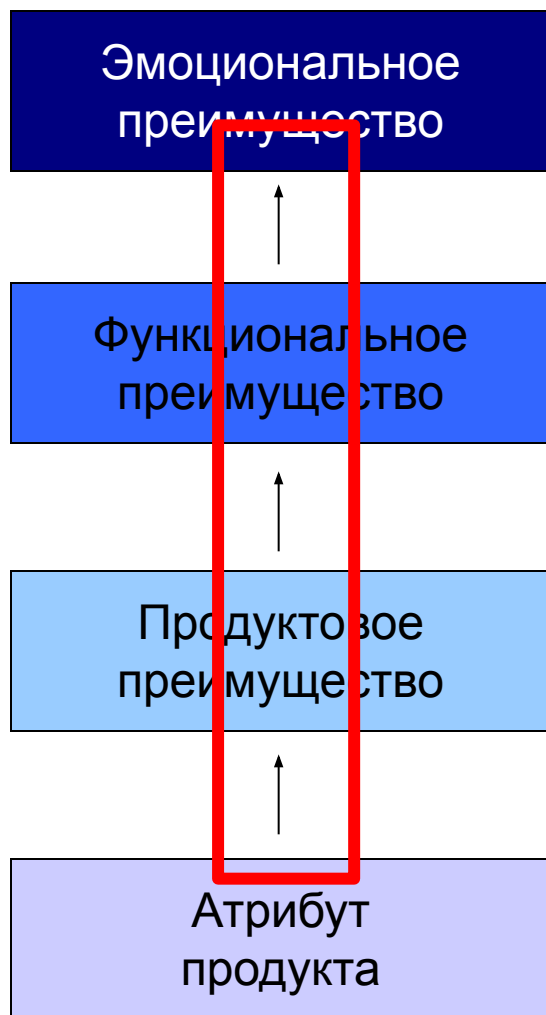 Эмоциональное
преимущество
Функциональное
преимущество
Продуктовое
преимущество
Атрибут
продукта